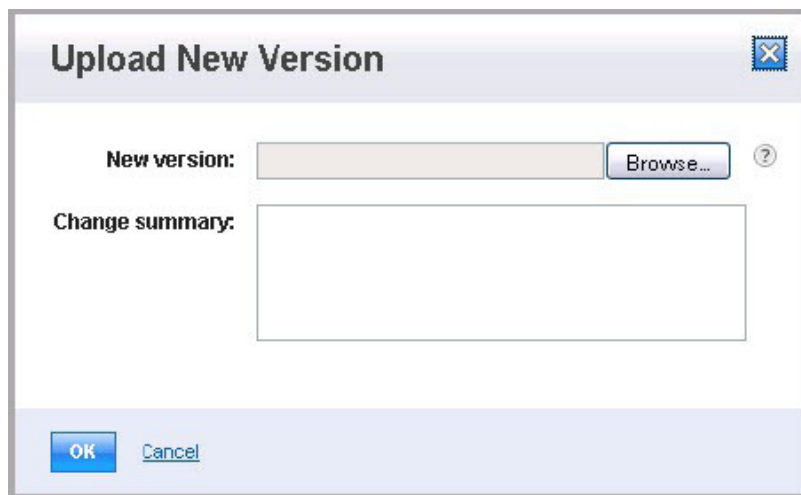 Upload New Version
New version:
Browse...
?
Change summary:
OK
Cancel